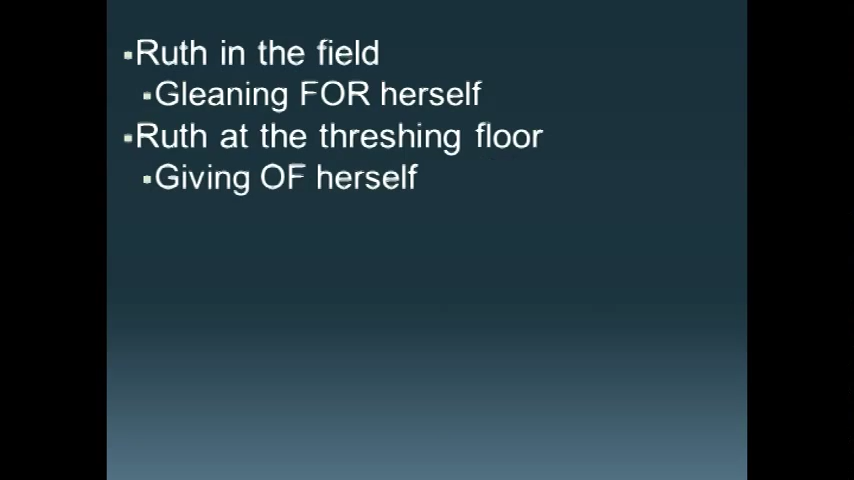 ▪Ruth in the field
▪Gleaning FOR herself
▪Ruth at the threshing floor
▪Giving OF herself